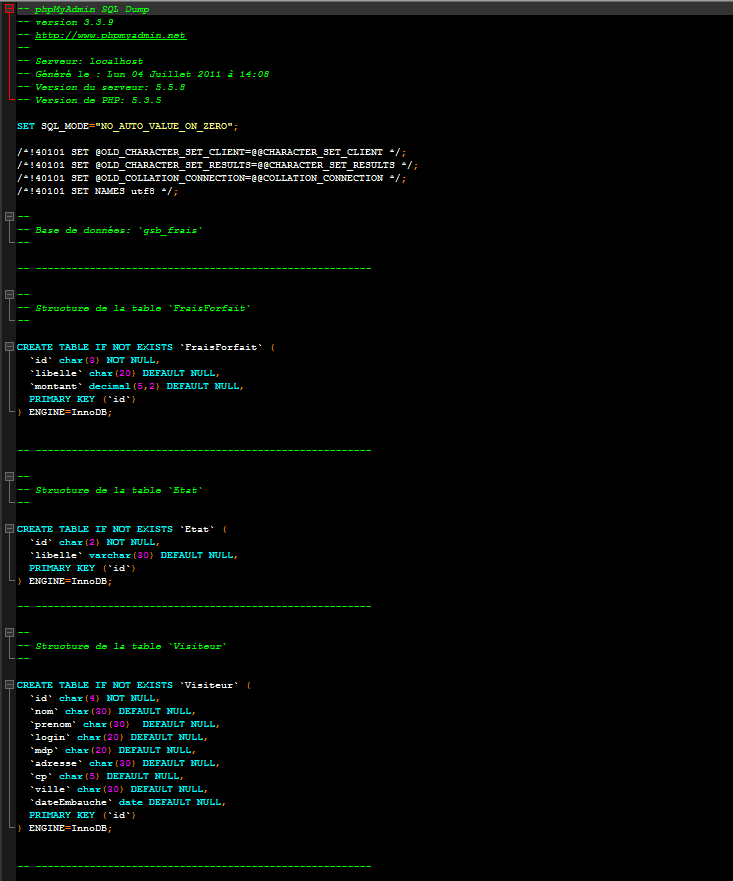 -- phpMyAdmin SQL Dump
-- version 3.3.9
-- http://www.phpmyadmin.net
--
-- Serveur: localhost
-- Généré le : Lun 04 Juillet 2011 à 14:08
-- Version du serveur: 5.5.8
-- Version de PHP: 5.3.5
SET SQL_MODE="NO_AUTO_VALUE_ON_ZERO";
/*!40101 SET @OLD_CHARACTER_SET_CLIENT=@@CHARACTER_SET_CLIENT */;
/*!40101 SET @OLD_CHARACTER_SET_RESULTS=@@CHARACTER_SET_RESULTS */;
/*!40101 SET @OLD_COLLATION_CONNECTION=@@COLLATION_CONNECTION */;
/*!40101 SET NAMES utf8 */;
--
-- Base de données: `gsb_frais`
--
-- --------------------------------------------------------
--
-- Structure de la table `FraisForfait`
--
CREATE TABLE IF NOT EXISTS `FraisForfait` (
  `id` char(3) NOT NULL,
  `libelle` char(20) DEFAULT NULL,
  `montant` decimal(5,2) DEFAULT NULL,
  PRIMARY KEY (`id`)
) ENGINE=InnoDB;
-- --------------------------------------------------------
--
-- Structure de la table `Etat`
--
CREATE TABLE IF NOT EXISTS `Etat` (
  `id` char(2) NOT NULL,
  `libelle` varchar(30) DEFAULT NULL,
  PRIMARY KEY (`id`)
) ENGINE=InnoDB;
-- --------------------------------------------------------
--
-- Structure de la table `Visiteur`
--
CREATE TABLE IF NOT EXISTS `Visiteur` (
  `id` char(4) NOT NULL,
  `nom` char(30) DEFAULT NULL,
  `prenom` char(30)  DEFAULT NULL,
  `login` char(20) DEFAULT NULL,
  `mdp` char(20) DEFAULT NULL,
  `adresse` char(30) DEFAULT NULL,
  `cp` char(5) DEFAULT NULL,
  `ville` char(30) DEFAULT NULL,
  `dateEmbauche` date DEFAULT NULL,
  PRIMARY KEY (`id`)
) ENGINE=InnoDB;
-- --------------------------------------------------------